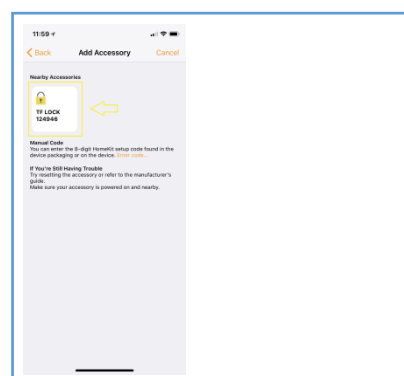 11:59
Back Add Accessory Cancel
Nearby Accessories
TF LOCK
124946
Manual Code
You can enter the 8-digit HomeKit setup code found in the
device packaging or on the device. Enter code...
If You're Still Having Trouble
Try resetting the accessory or refer to the manufacturer's
guide.
Make sure your accessory is powered on and nearby.